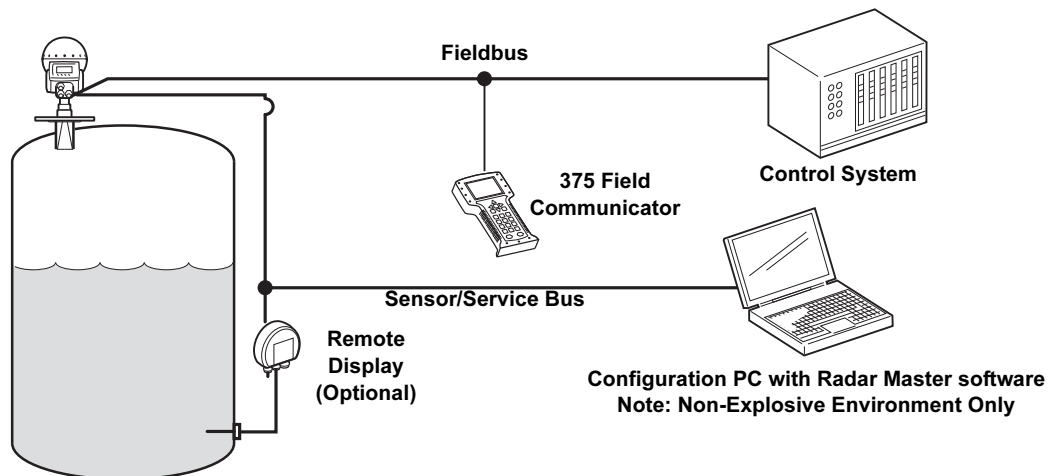 Fieldbus
375 Field
Communicator
Control System
Sensor/Service Bus
Remote
Display
(Optional)
Configuration PC with Radar Master software
Note: Non-Explosive Environment Only